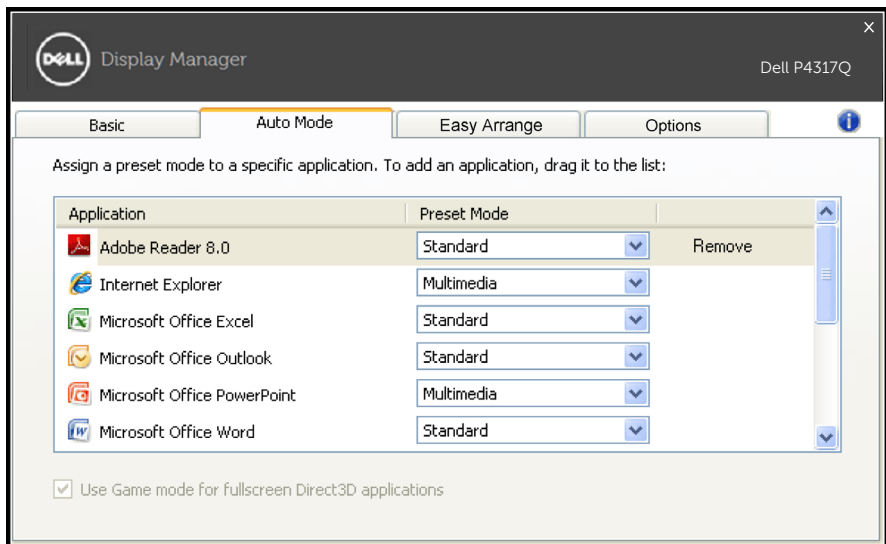 X
DELL Display Manager
Dell P4317Q
Basic Auto Mode Easy Arrange Options i
Assign a preset mode to a specific application. To add an application, drag it to the list:
Application Preset Mode
Adobe Reader 8.0 Standard Remove
Internet Explorer Multimedia
Microsoft Office Excel Standard
Microsoft Office Outlook Standard
Microsoft Office PowerPoint Multimedia
Microsoft Office Word Standard
Use Game mode for fullscreen Direct3D applications